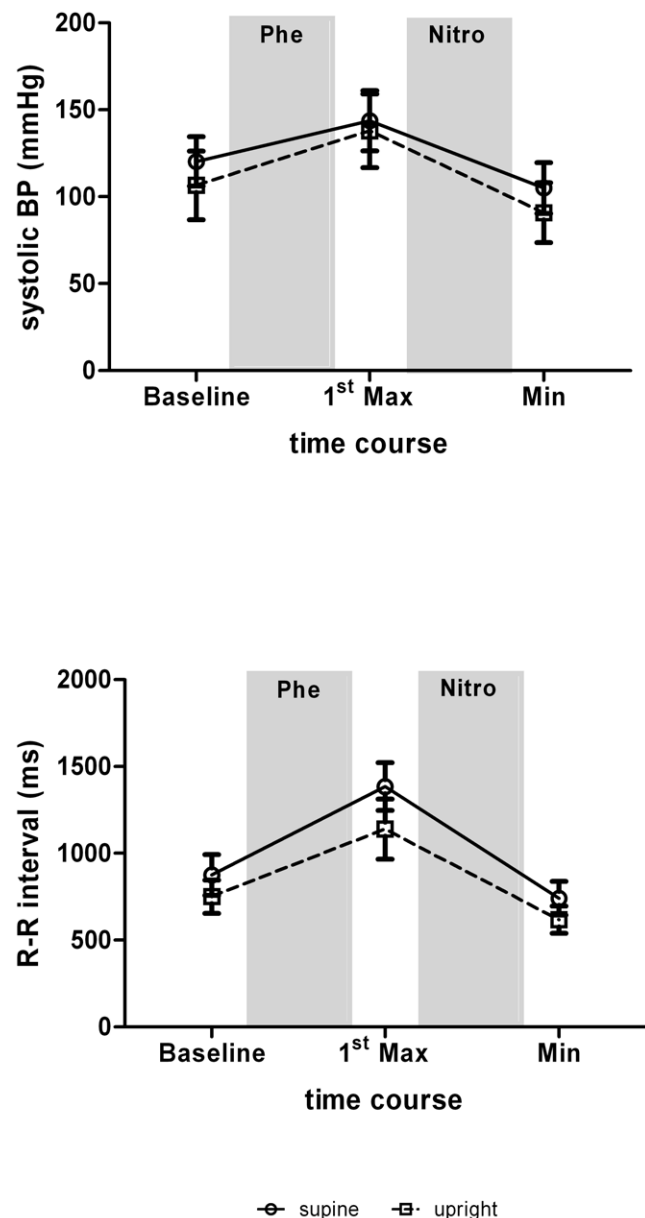 200
Phe
Nitro
150
100
50
0
systolic BP (mmHg)
Baseline
1st Max
Min
time course
2000
Phe
Nitro
1500
1000
500
0
R-R interval (ms)
Baseline
1st Max
Min
time course
supine
upright